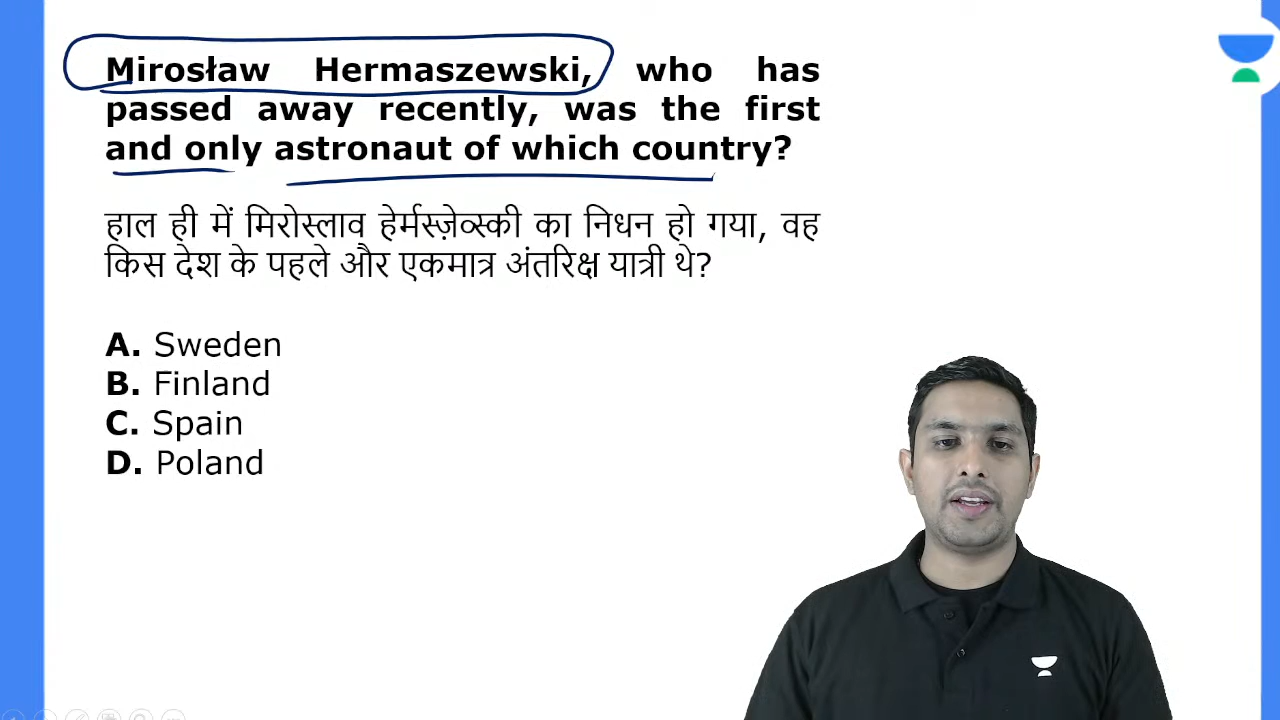 Mirosław Hermaszewski, who has
passed away recently, was the first
and only astronaut of which country?
हाल ही में मिरोस्लाव हेर्मस्ज़ेव्स्की का निधन हो गया, वह
किस देश के पहले और एकमात्र अंतरिक्ष यात्री थे?
A. Sweden
B. Finland
C. Spain
D. Poland